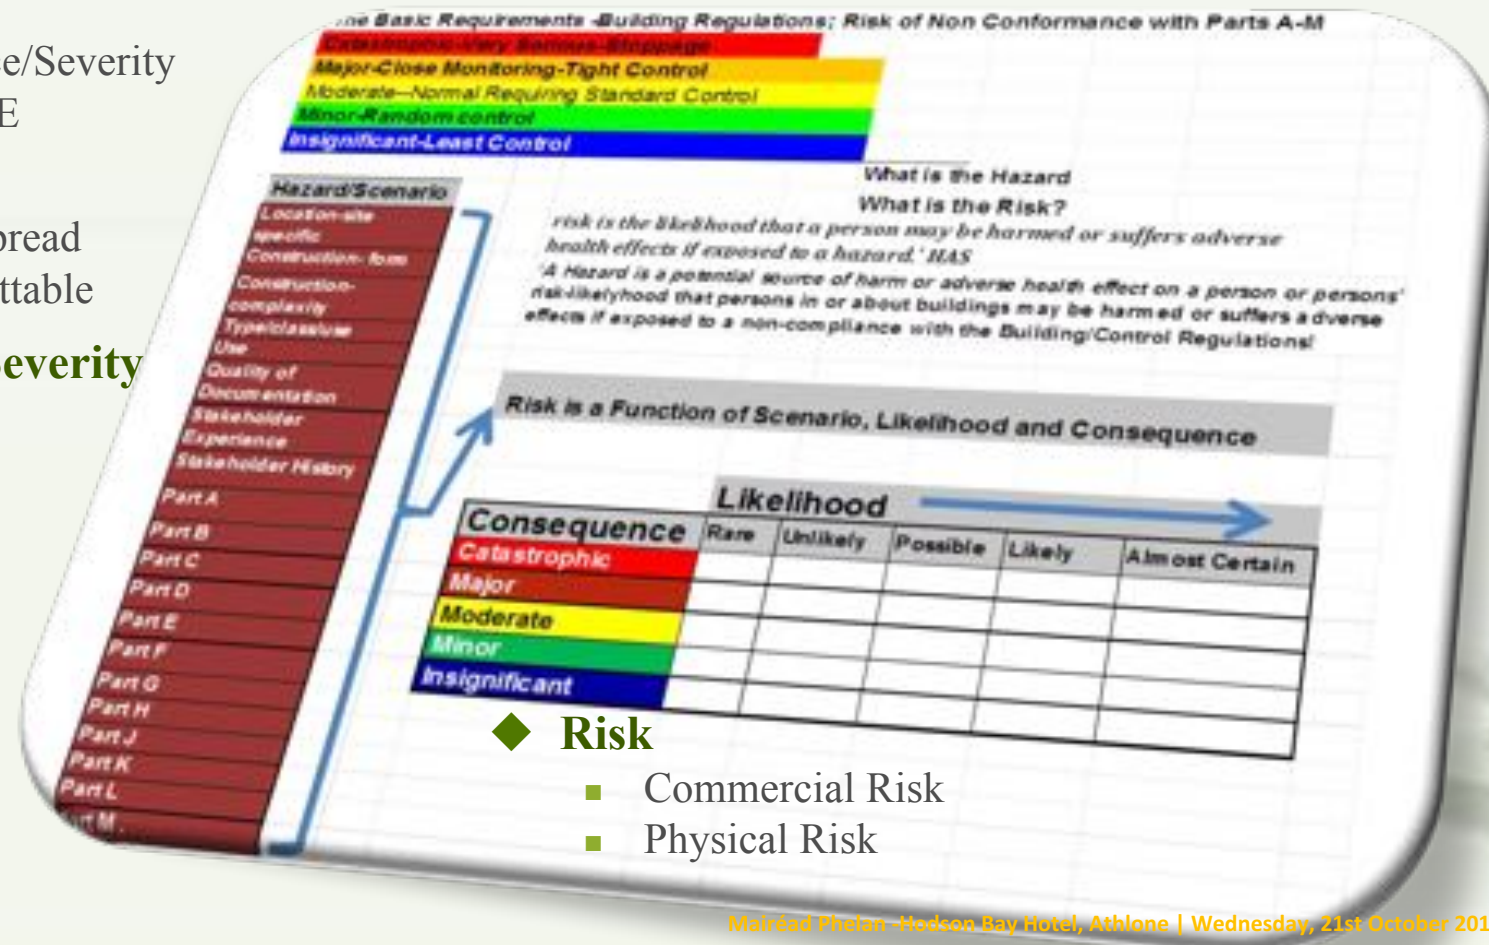 e/Severity
E
pread
ttable
Severity
ne Basic Requirements -Building Regulations; Risk of Non Conformance with Parts A-M
Catastrophic-Very Serious-Stoppage
Major-Close Monitoring-Tight Control
Moderate--Normal Requiring Standard Control
Minor-Random control
Insignificant-Least Control
What is the Hazard
What is the Risk?
risk is the likelihood that a person may be harmed or suffers adverse
health effects if exposed to a hazard.' HAS
'A Hazard is a potential source of harm or adverse health effect on a person or persons'
risk-likelyhood that persons in or about buildings may be harmed or suffers adverse
effects if exposed to a non-compliance with the Building/Control Regulations!
Hazard/Scenario
Location-site
specific
Construction- form
Construction-
complexity
Type/class/use
Use
Quality of
Documentation
Stakeholder
Experience
Stakeholder History
Part A
Part B
Part C
Part D
Part E
Part F
Part G
Part H
Part J
Part K
Part L
Part M
Risk is a Function of Scenario, Likelihood and Consequence
Likelihood
Consequence Rare Unlikely Possible Likely Almost Certain
Catastrophic
Major
Moderate
Minor
Insignificant
Risk
Commercial Risk
Physical Risk
Mairéad Phelan -Hodson Bay Hotel, Athlone | Wednesday, 21st October 201